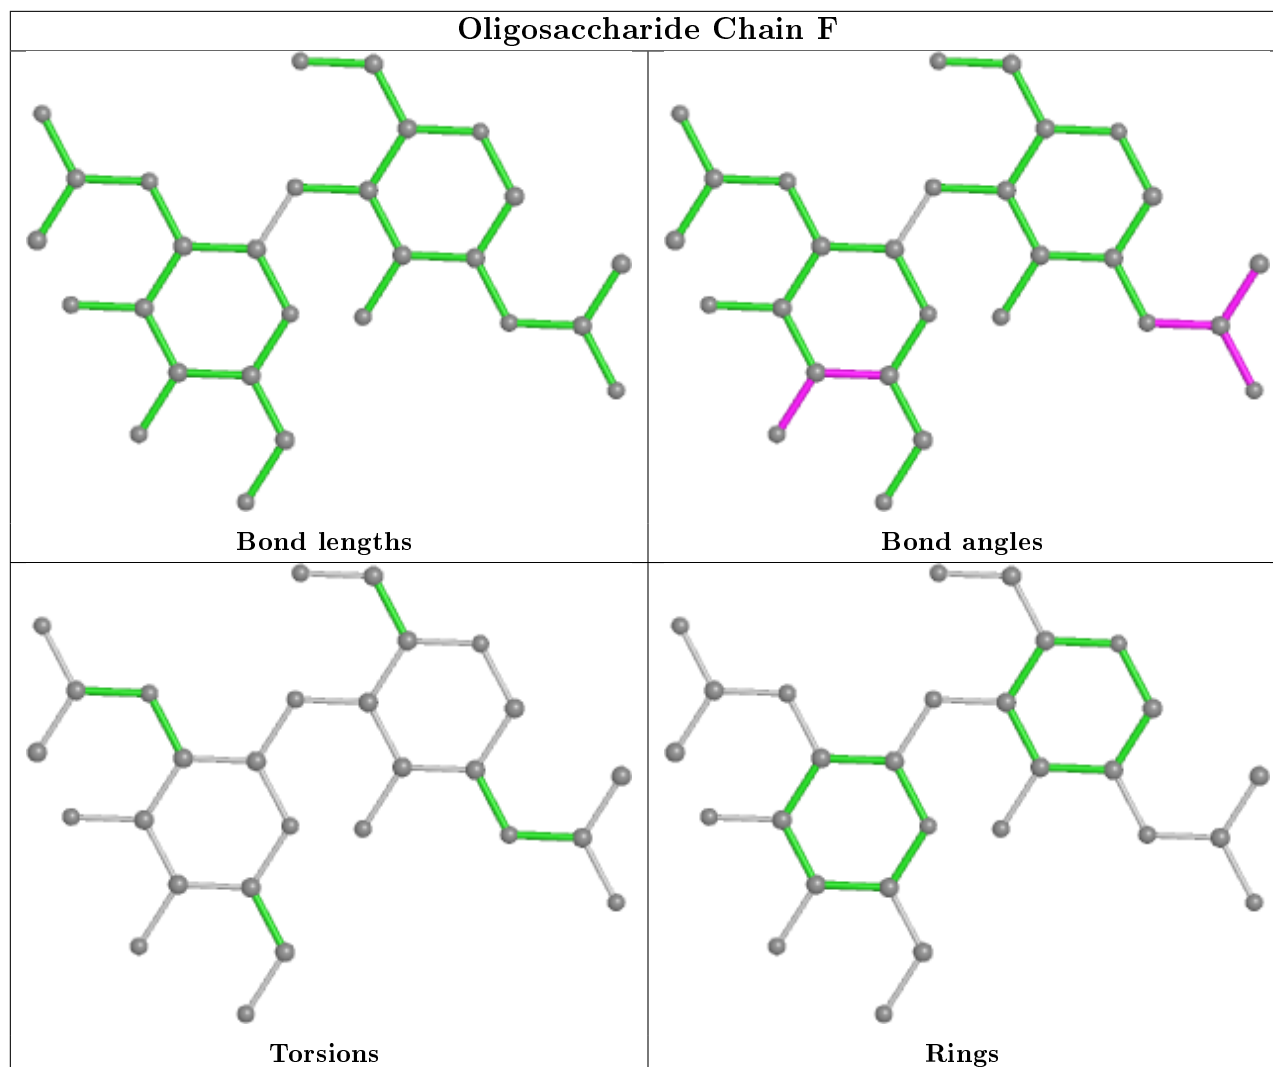 Oligosaccharide Chain F
Bond lengths
Bond angles
Torsions
Rings